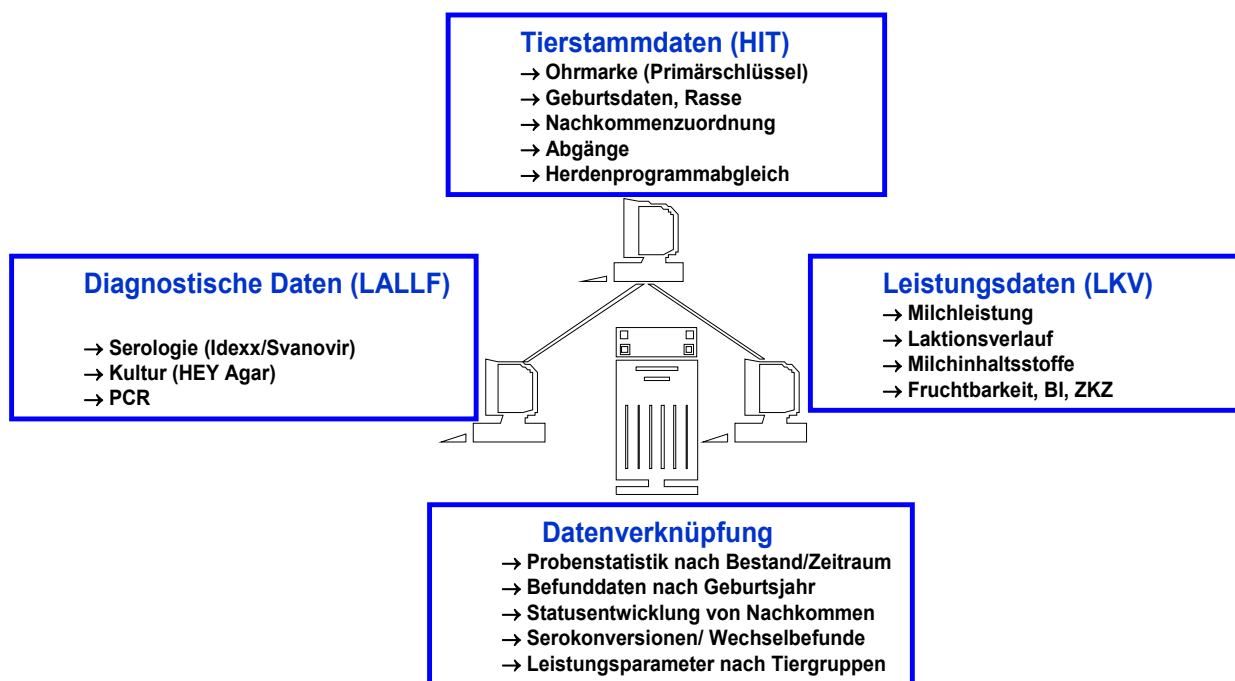 Tierstammdaten (HIT)
→ Ohrmarke (Primärschlüssel)
→ Geburtsdaten, Rasse
→ Nachkommenzuordnung
→ Abgänge
→ Herdenprogrammabgleich
Diagnostische Daten (LALLF)
→ Serologie (Idexx/Svanovir)
→ Kultur (HEY Agar)
→ PCR
Leistungsdaten (LKV)
→ Milchleistung
→ Laktionsverlauf
→ Milchinhaltsstoffe
→ Fruchtbarkeit, BI, ZKZ
Datenverknüpfung
→ Probenstatistik nach Bestand/Zeitraum
→ Befunddaten nach Geburtsjahr
→ Statusentwicklung von Nachkommen
→ Serokonversionen/ Wechselbefunde
→ Leistungsparameter nach Tiergruppen